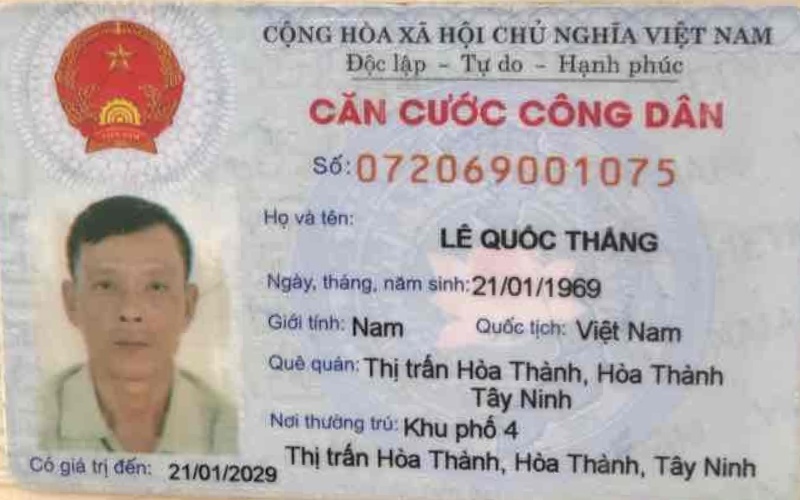 CỘNG HÒA XÃ HỘI CHỦ NGHĨA VIỆT NAM
Độc lập - Tự do - Hạnh phúc
CĂN CƯỚC CÔNG DÂN
Số: 072069001075
Họ và tên:
LÊ QUỐC THẮNG
Ngày, tháng, năm sinh: 21/01/1969
Giới tính: Nam Quốc tịch: Việt Nam
Quê quán: Thị trấn Hòa Thành, Hòa Thành
Tây Ninh
Nơi thường trú: Khu phố 4
Thị trấn Hòa Thành, Hòa Thành, Tây Ninh
Có giá trị đến: 21/01/2029